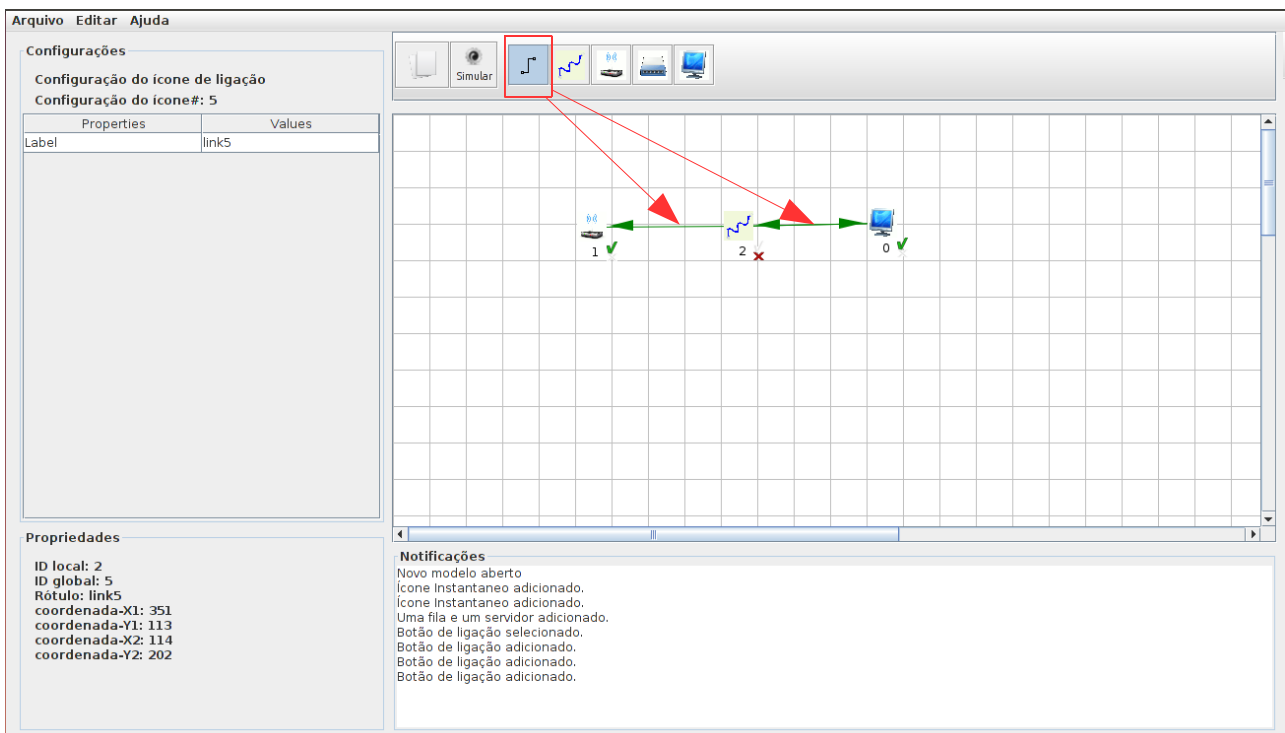 Arquivo Editar Ajuda
Configurações
Configuração do ícone de ligação
Configuração do ícone#: 5
Properties Values
Label link5
Simular
1 2 0
Propriedades
ID local: 2
ID global: 5
Rótulo: link5
coordenada-X1: 351
coordenada-Y1: 113
coordenada-X2: 114
coordenada-Y2: 202
Notificações
Novo modelo aberto
Ícone Instantaneo adicionado.
Ícone Instantaneo adicionado.
Uma fila e um servidor adicionado.
Botão de ligação selecionado.
Botão de ligação adicionado.
Botão de ligação adicionado.
Botão de ligação adicionado.